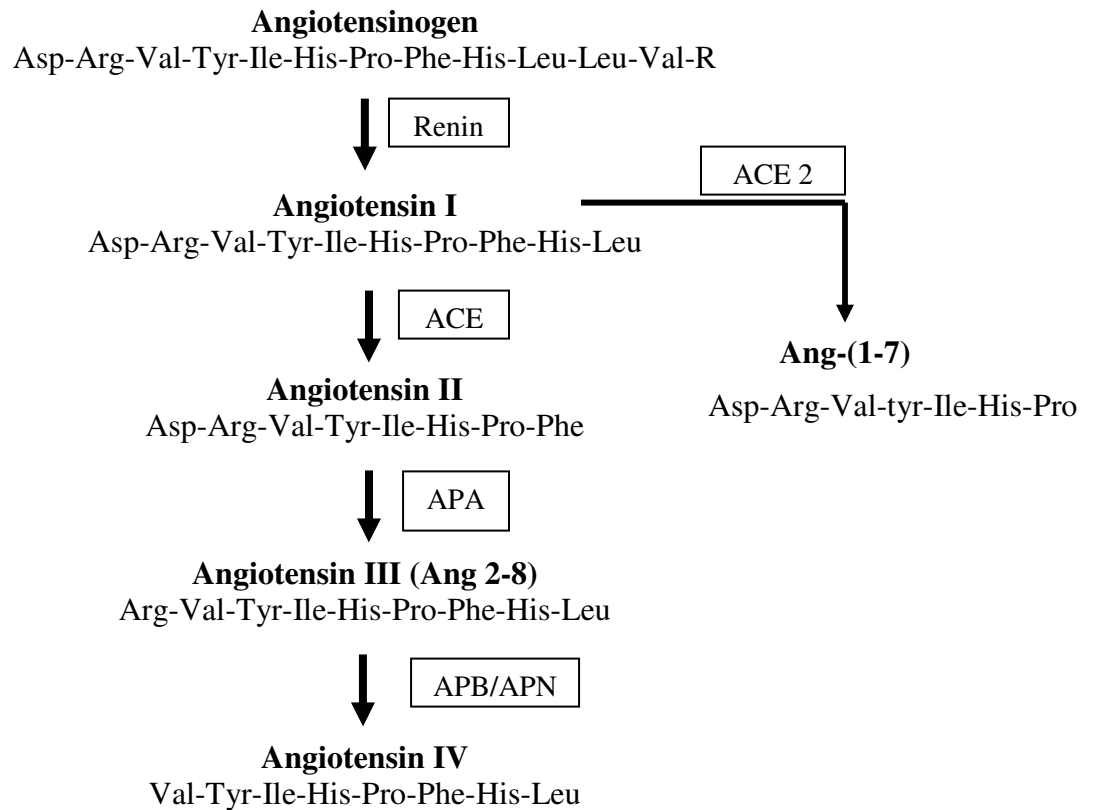 Angiotensinogen
Asp-Arg-Val-Tyr-Ile-His-Pro-Phe-His-Leu-Leu-Val-R
Renin
ACE 2
Angiotensin I
Asp-Arg-Val-Tyr-Ile-His-Pro-Phe-His-Leu
ACE
Ang-(1-7)
Asp-Arg-Val-tyr-Ile-His-Pro
Angiotensin II
Asp-Arg-Val-Tyr-Ile-His-Pro-Phe
APA
Angiotensin III (Ang 2-8)
Arg-Val-Tyr-Ile-His-Pro-Phe-His-Leu
APB/APN
Angiotensin IV
Val-Tyr-Ile-His-Pro-Phe-His-Leu